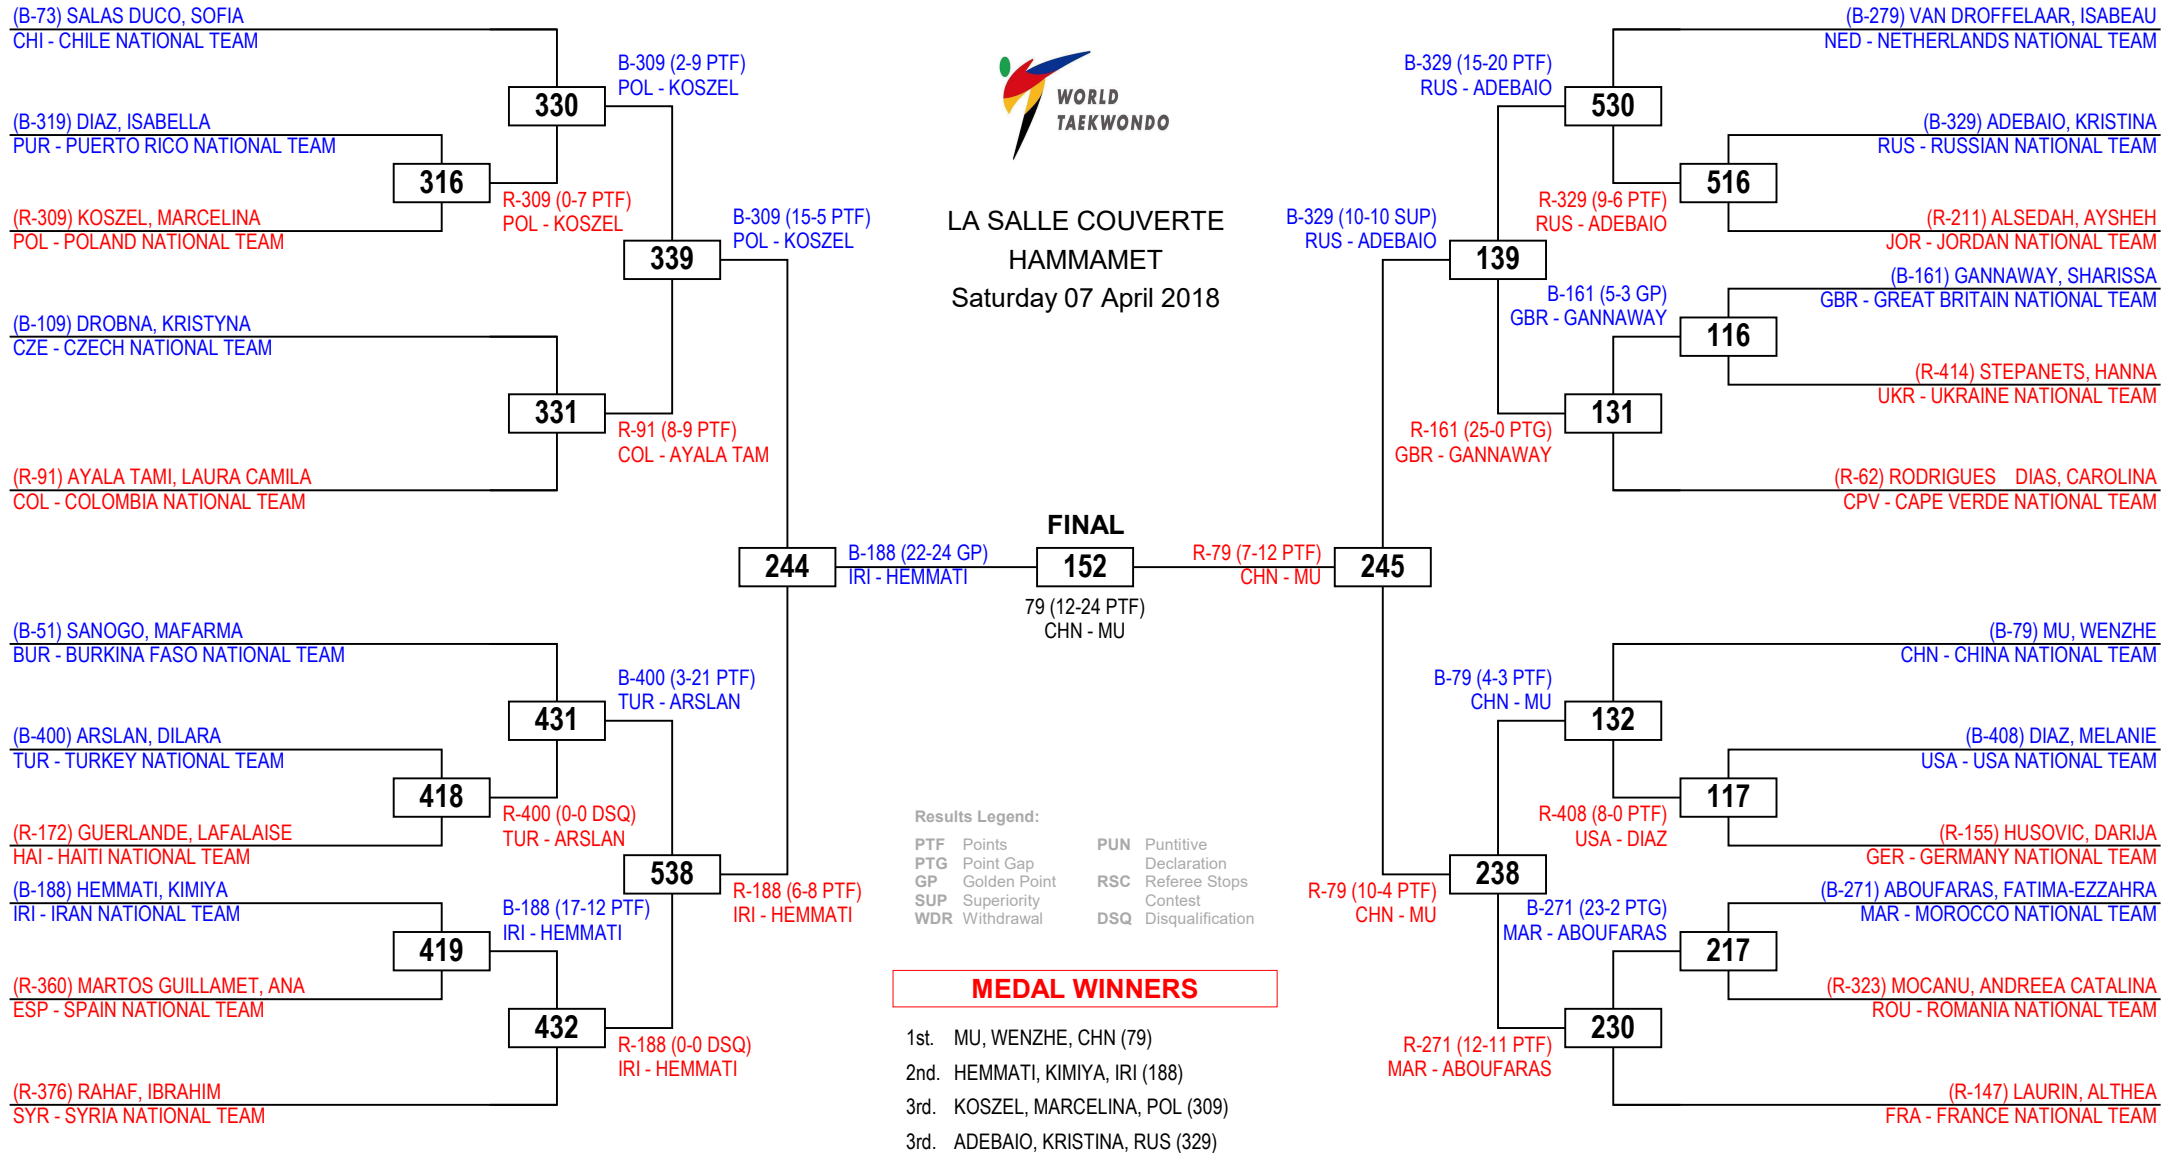 (B-73) SALAS DUCO, SOFIA
CHI - CHILE NATIONAL TEAM
B-309 (2-9 PTF)
POL - KOSZEL
330
(B-319) DIAZ, ISABELLA
PUR - PUERTO RICO NATIONAL TEAM
316
R-309 (0-7 PTF)
POL - KOSZEL
(R-309) KOSZEL, MARCELINA
POL - POLAND NATIONAL TEAM
B-309 (15-5 PTF)
POL - KOSZEL
339
(B-109) DROBNA, KRISTYNA
CZE - CZECH NATIONAL TEAM
331
R-91 (8-9 PTF)
COL - AYALA TAM
(R-91) AYALA TAMI, LAURA CAMILA
COL - COLOMBIA NATIONAL TEAM
244
B-188 (22-24 GP)
IRI - HEMMATI
(B-51) SANOGO, MAFARMA
BUR - BURKINA FASO NATIONAL TEAM
B-400 (3-21 PTF)
TUR - ARSLAN
431
(B-400) ARSLAN, DILARA
TUR - TURKEY NATIONAL TEAM
418
R-400 (0-0 DSQ)
TUR - ARSLAN
(R-172) GUERLANDE, LAFALAISE
HAI - HAITI NATIONAL TEAM
538
R-188 (6-8 PTF)
IRI - HEMMATI
(B-188) HEMMATI, KIMIYA
IRI - IRAN NATIONAL TEAM
B-188 (17-12 PTF)
IRI - HEMMATI
419
(R-360) MARTOS GUILLAMET, ANA
ESP - SPAIN NATIONAL TEAM
432
R-188 (0-0 DSQ)
IRI - HEMMATI
(R-376) RAHAF, IBRAHIM
SYR - SYRIA NATIONAL TEAM
WORLD
TAEKWONDO
LA SALLE COUVERTE
HAMMAMET
Saturday 07 April 2018
FINAL
152
79 (12-24 PTF)
CHN - MU
Results Legend:
PTF Points
PTG Point Gap
GP Golden Point
SUP Superiority
WDR Withdrawal
PUN Puntitive
Declaration
RSC Referee Stops
Contest
DSQ Disqualification
MEDAL WINNERS
1st. MU, WENZHE, CHN (79)
2nd. HEMMATI, KIMIYA, IRI (188)
3rd. KOSZEL, MARCELINA, POL (309)
3rd. ADEBAIO, KRISTINA, RUS (329)
(B-279) VAN DROFFELAAR, ISABEAU
NED - NETHERLANDS NATIONAL TEAM
B-329 (15-20 PTF)
RUS - ADEBAIO
530
(B-329) ADEBAIO, KRISTINA
RUS - RUSSIAN NATIONAL TEAM
516
R-329 (9-6 PTF)
RUS - ADEBAIO
(R-211) ALSEDAH, AYSHEH
JOR - JORDAN NATIONAL TEAM
B-329 (10-10 SUP)
RUS - ADEBAIO
139
(B-161) GANNAWAY, SHARISSA
GBR - GREAT BRITAIN NATIONAL TEAM
B-161 (5-3 GP)
GBR - GANNAWAY
116
(R-414) STEPANETS, HANNA
UKR - UKRAINE NATIONAL TEAM
131
R-161 (25-0 PTG)
GBR - GANNAWAY
(R-62) RODRIGUES DIAS, CAROLINA
CPV - CAPE VERDE NATIONAL TEAM
R-79 (7-12 PTF)
CHN - MU
245
(B-79) MU, WENZHE
CHN - CHINA NATIONAL TEAM
B-79 (4-3 PTF)
CHN - MU
132
(B-408) DIAZ, MELANIE
USA - USA NATIONAL TEAM
117
R-408 (8-0 PTF)
USA - DIAZ
(R-155) HUSOVIC, DARIJA
GER - GERMANY NATIONAL TEAM
238
R-79 (10-4 PTF)
CHN - MU
(B-271) ABOUFARAS, FATIMA-EZZAHRA
MAR - MOROCCO NATIONAL TEAM
B-271 (23-2 PTG)
MAR - ABOUFARAS
217
(R-323) MOCANU, ANDREEA CATALINA
ROU - ROMANIA NATIONAL TEAM
230
R-271 (12-11 PTF)
MAR - ABOUFARAS
(R-147) LAURIN, ALTHEA
FRA - FRANCE NATIONAL TEAM